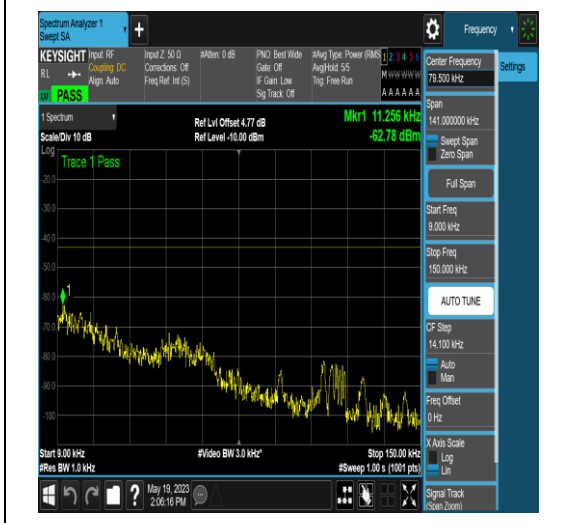 Spectrum Analyzer 1
Swept SA
+
Frequency
KEYSIGHT
Input: RF
Coupling: DC
Align: Auto
RL
PASS
Input Z: 50 Ω
Corrections: Off
Freq Ref: Int (S)
#Atten: 0 dB
PNO: Best Wide
Gate: Off
IF Gain: Low
Sig Track: Off
#Avg Type: Power (RMS
Avg|Hold: 5/5
Trig: Free Run
1 2 3 4 5 6
M W W W W W
A A A A A A
Settings
1 Spectrum
Scale/Div 10 dB
Log
Ref Lvl Offset 4.77 dB
Ref Level -10.00 dBm
Mkr1 11.256 kHz
-62.78 dBm
Trace 1 Pass
-20.0
-30.0
-40.0
-50.0
-60.0
-70.0
-80.0
-90.0
-100
1
Start 9.00 kHz
#Res BW 1.0 kHz
#Video BW 3.0 kHz*
Stop 150.00 kHz
#Sweep 1.00 s (1001 pts)
Center Frequency
79.500 kHz
Span
141.000000 kHz
Swept Span
Zero Span
Full Span
Start Freq
9.000 kHz
Stop Freq
150.000 kHz
AUTO TUNE
CF Step
14.100 kHz
Auto
Man
Freq Offset
0 Hz
X Axis Scale
Log
Lin
Signal Track
(Span Zoom)
?
May 19, 2023
2:06:16 PM